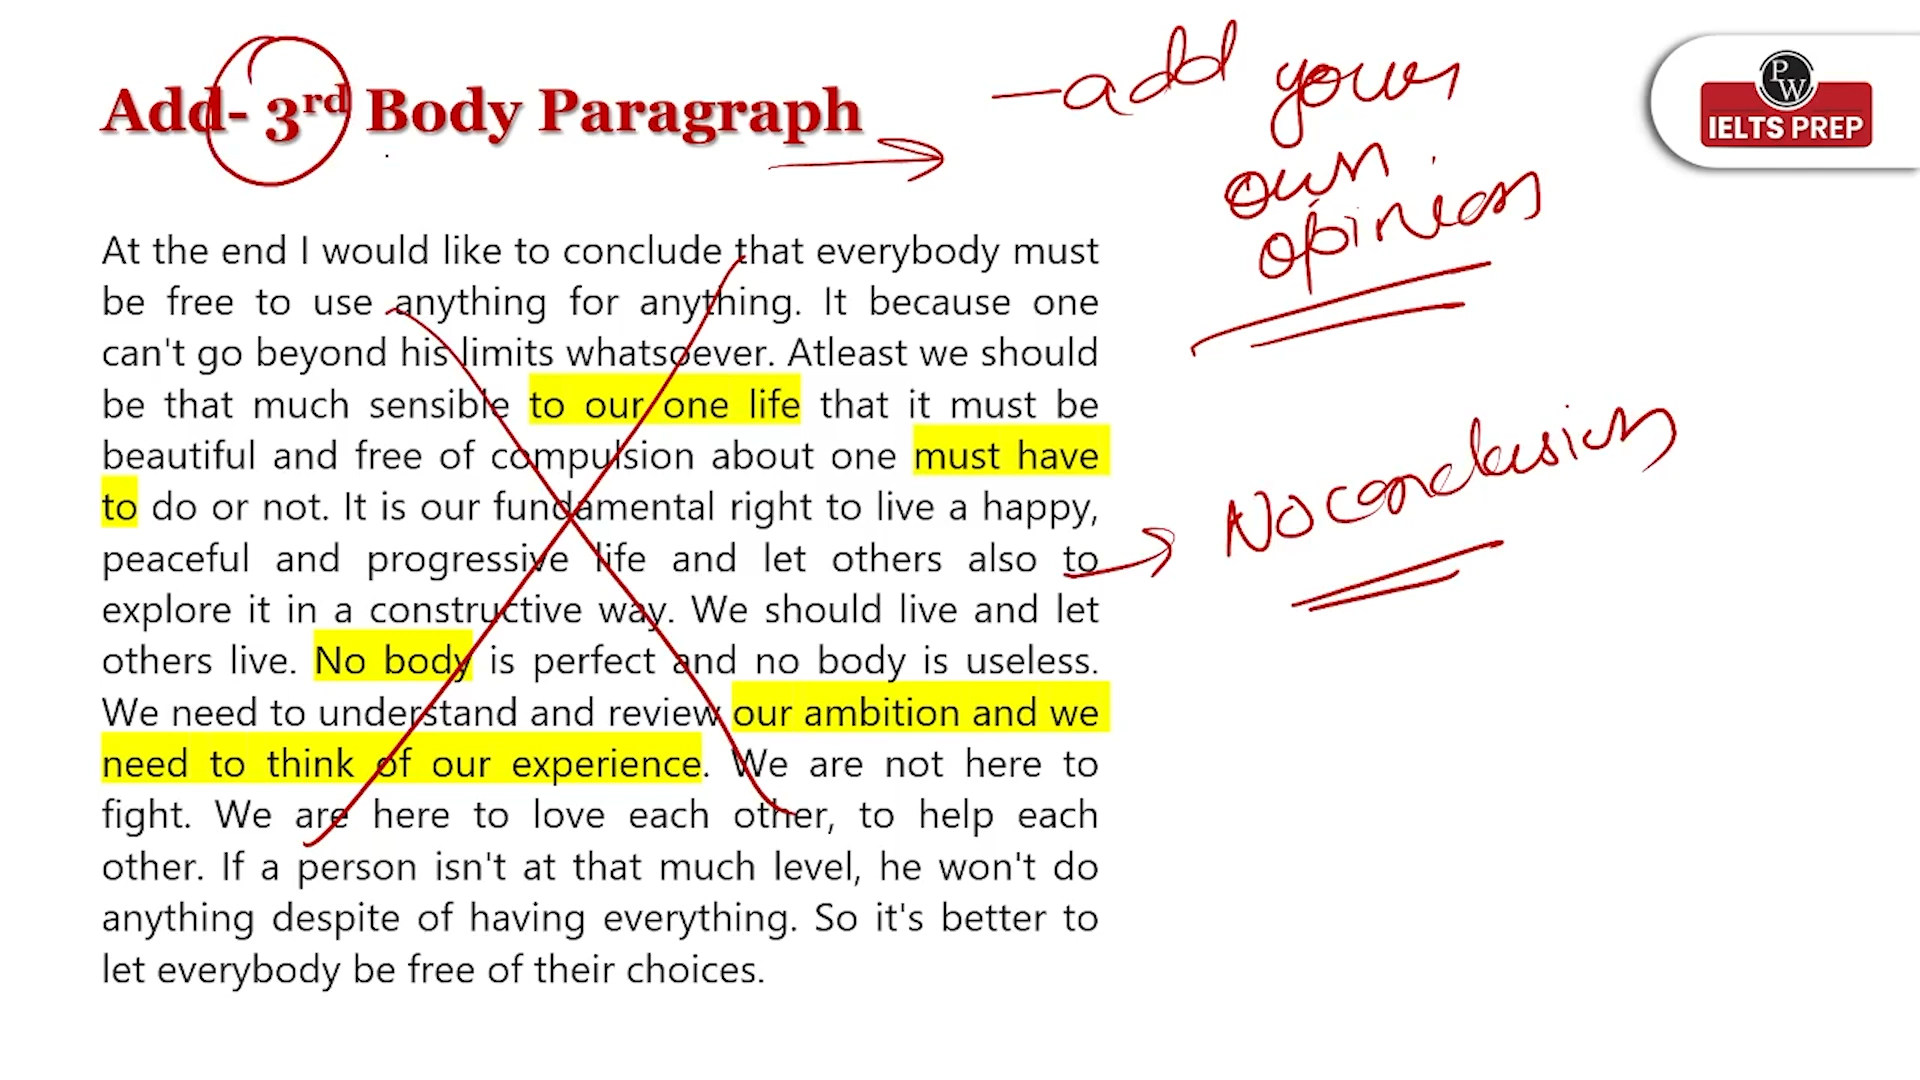 Add- 3rd Body Paragraph
-add your
own
opinion
PW
IELTS PREP
At the end I would like to conclude that everybody must
be free to use anything for anything. It because one
can't go beyond his limits whatsoever. Atleast we should
be that much sensible to our one life that it must be
beautiful and free of compulsion about one must have
to do or not. It is our fundamental right to live a happy,
peaceful and progressive life and let others also to
explore it in a constructive way. We should live and let
others live. No body is perfect and no body is useless.
We need to understand and review our ambition and we
need to think of our experience. We are not here to
fight. We are here to love each other, to help each
other. If a person isn't at that much level, he won't do
anything despite of having everything. So it's better to
let everybody be free of their choices.
No conclusion